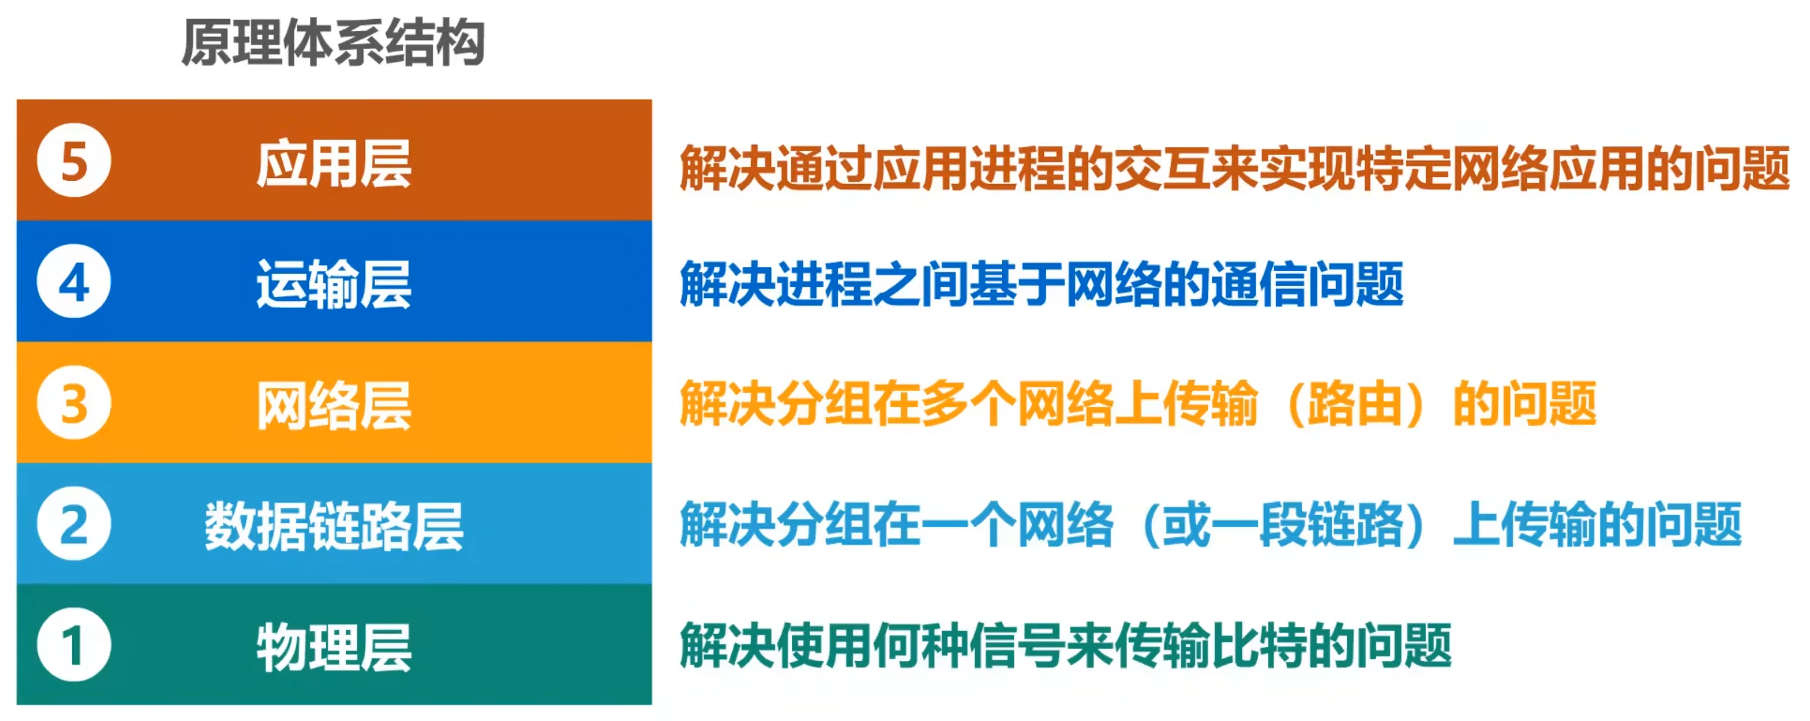 原理体系结构
5 应用层 解决通过应用进程的交互来实现特定网络应用的问题
4 运输层 解决进程之间基于网络的通信问题
3 网络层 解决分组在多个网络上传输（路由）的问题
2 数据链路层 解决分组在一个网络（或一段链路）上传输的问题
1 物理层 解决使用何种信号来传输比特的问题